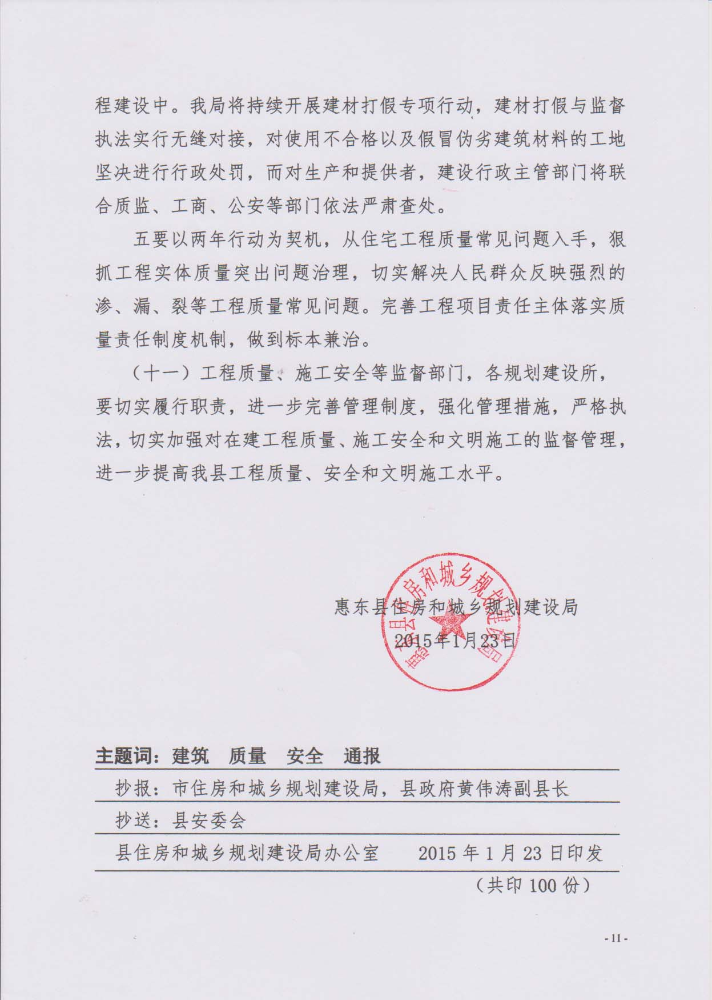 程建设中。我局将持续开展建材打假专项行动，建材打假与监督
执法实行无缝对接，对使用不合格以及假冒伪劣建筑材料的工地
坚决进行行政处罚，而对生产和提供者，建设行政主管部门将联
合质监、工商、公安等部门依法严肃查处。
五要以两年行动为契机，从住宅工程质量常见问题入手，狠
抓工程实体质量突出问题治理，切实解决人民群众反映强烈的
渗、漏、裂等工程质量常见问题。完善工程项目责任主体落实质
量责任制度机制，做到标本兼治。
（十一）工程质量、施工安全等监督部门，各规划建设所，
要切实履行职责，进一步完善管理制度，强化管理措施，严格执
法，切实加强对在建工程质量、施工安全和文明施工的监督管理，
进一步提高我县工程质量、安全和文明施工水平。
惠东县住房和城乡规划建设局
惠东县住房和城乡规划建设局
2015年1月23日
主题词：建筑 质量 安全 通报
抄报：市住房和城乡规划建设局，县政府黄伟涛副县长
抄送：县安委会
县住房和城乡规划建设局办公室 2015年1月23日印发
（共印100份）
- 11 -